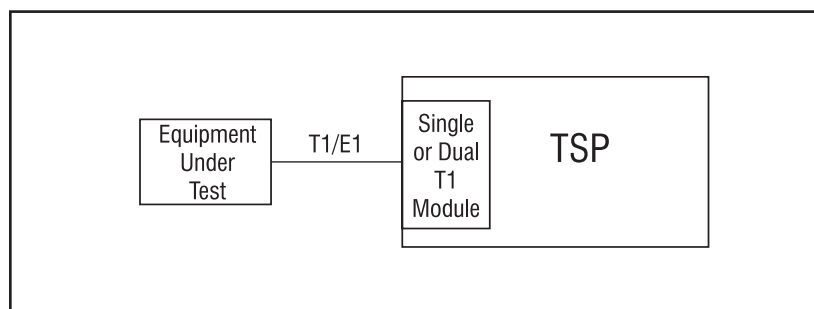 Equipment
Under
Test
T1/E1
Single
or Dual
T1
Module
TSP